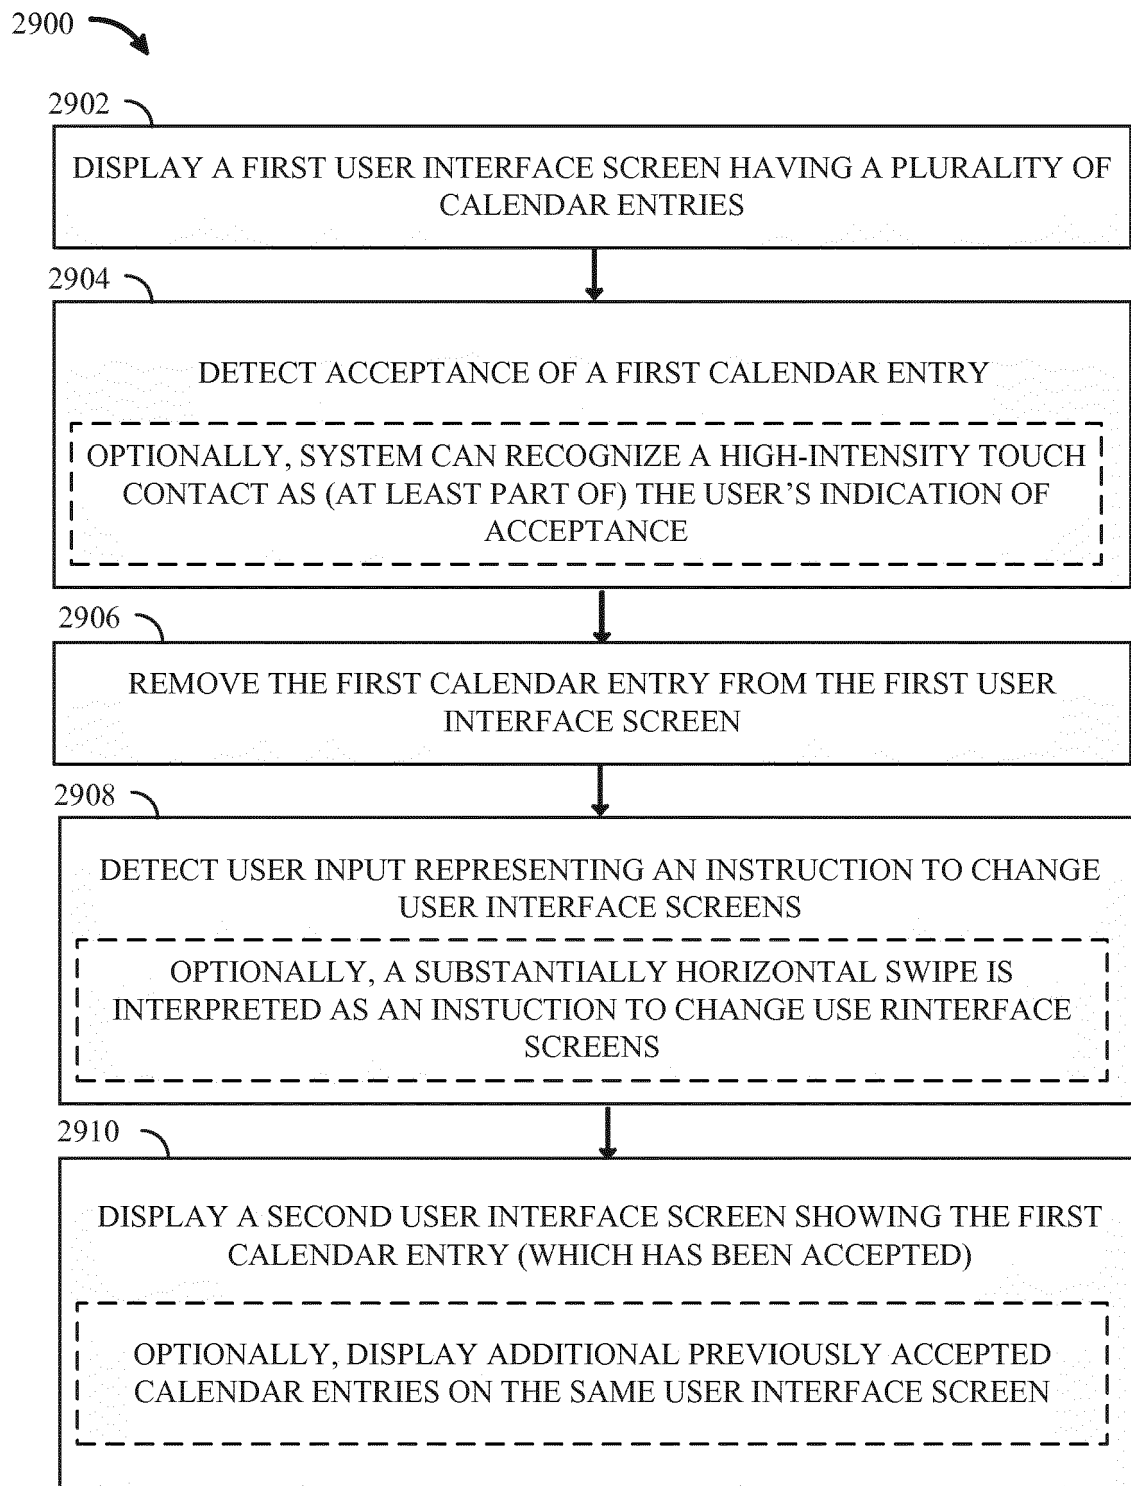 2900
2902
DISPLAY A FIRST USER INTERFACE SCREEN HAVING A PLURALITY OF
CALENDAR ENTRIES
2904
DETECT ACCEPTANCE OF A FIRST CALENDAR ENTRY
OPTIONALLY, SYSTEM CAN RECOGNIZE A HIGH-INTENSITY TOUCH
CONTACT AS (AT LEAST PART OF) THE USER'S INDICATION OF
ACCEPTANCE
2906
REMOVE THE FIRST CALENDAR ENTRY FROM THE FIRST USER
INTERFACE SCREEN
2908
DETECT USER INPUT REPRESENTING AN INSTRUCTION TO CHANGE
USER INTERFACE SCREENS
OPTIONALLY, A SUBSTANTIALLY HORIZONTAL SWIPE IS
INTERPRETED AS AN INSTUCTION TO CHANGE USE RINTERFACE
SCREENS
2910
DISPLAY A SECOND USER INTERFACE SCREEN SHOWING THE FIRST
CALENDAR ENTRY (WHICH HAS BEEN ACCEPTED)
OPTIONALLY, DISPLAY ADDITIONAL PREVIOUSLY ACCEPTED
CALENDAR ENTRIES ON THE SAME USER INTERFACE SCREEN